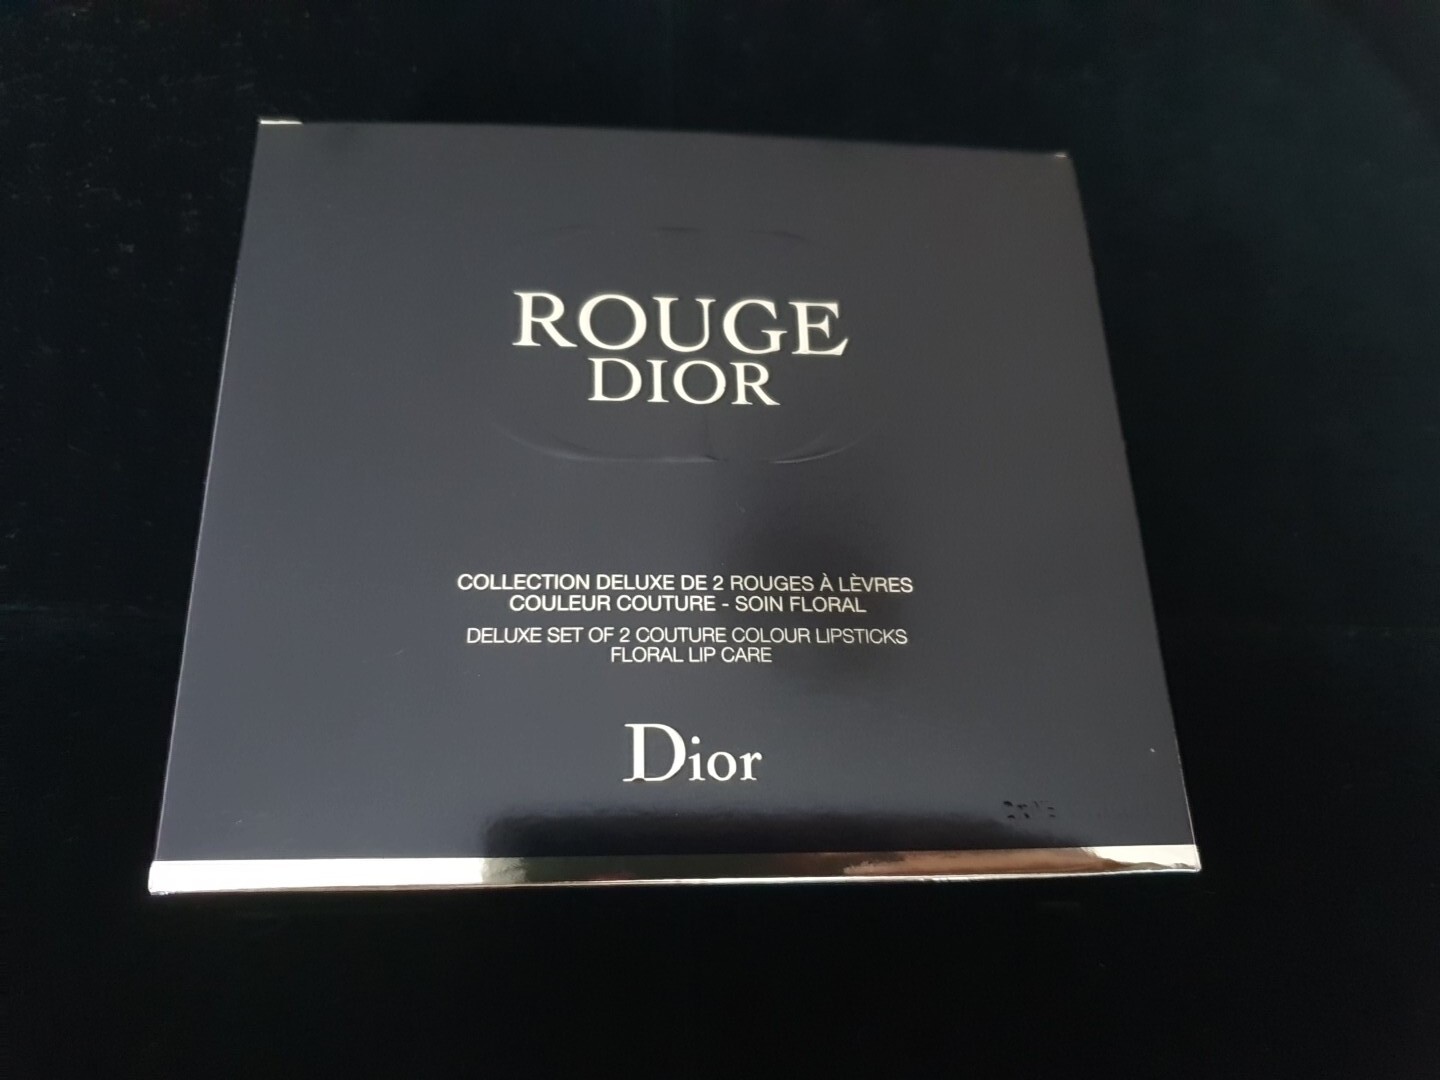 ROUGE
DIOR
COLLECTION DELUXE DE 2 ROUGES À LÈVRES
COULEUR COUTURE - SOIN FLORAL
DELUXE SET OF 2 COUTURE COLOUR LIPSTICKS
FLORAL LIP CARE
Dior